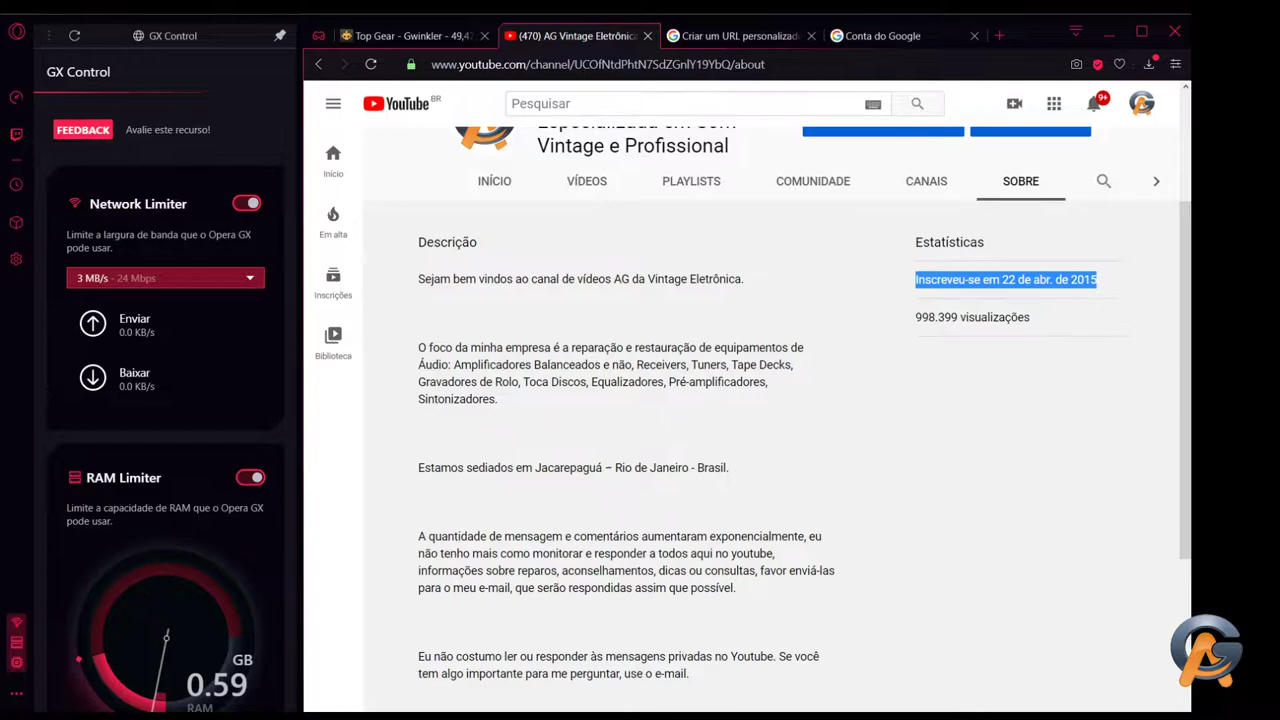 GX Control
Top Gear - Gwinkler - 49,47
(470) AG Vintage Eletrônica
Criar um URL personalizado
Conta do Google
www.youtube.com/channel/UCOfNtdPhtN7SdZGnlY19YbQ/about
GX Control
FEEDBACK
Avalie este recurso!
Network Limiter
Limite a largura de banda que o Opera GX
pode usar.
3 MB/s - 24 Mbps
Enviar
0.0 KB/s
Baixar
0.0 KB/s
RAM Limiter
Limite a capacidade de RAM que o Opera GX
pode usar.
GB
0.59
RAM
YouTube BR
Pesquisar
9+
Início
Em alta
Inscrições
Biblioteca
Especializada em Som
Vintage e Profissional
INÍCIO
VÍDEOS
PLAYLISTS
COMUNIDADE
CANAIS
SOBRE
Descrição
Sejam bem vindos ao canal de vídeos AG da Vintage Eletrônica.
O foco da minha empresa é a reparação e restauração de equipamentos de
Áudio: Amplificadores Balanceados e não, Receivers, Tuners, Tape Decks,
Gravadores de Rolo, Toca Discos, Equalizadores, Pré-amplificadores,
Sintonizadores.
Estamos sediados em Jacarepaguá – Rio de Janeiro - Brasil.
A quantidade de mensagem e comentários aumentaram exponencialmente, eu
não tenho mais como monitorar e responder a todos aqui no youtube,
informações sobre reparos, aconselhamentos, dicas ou consultas, favor enviá-las
para o meu e-mail, que serão respondidas assim que possível.
Eu não costumo ler ou responder às mensagens privadas no Youtube. Se você
tem algo importante para me perguntar, use o e-mail.
Estatísticas
Inscreveu-se em 22 de abr. de 2015
998.399 visualizações